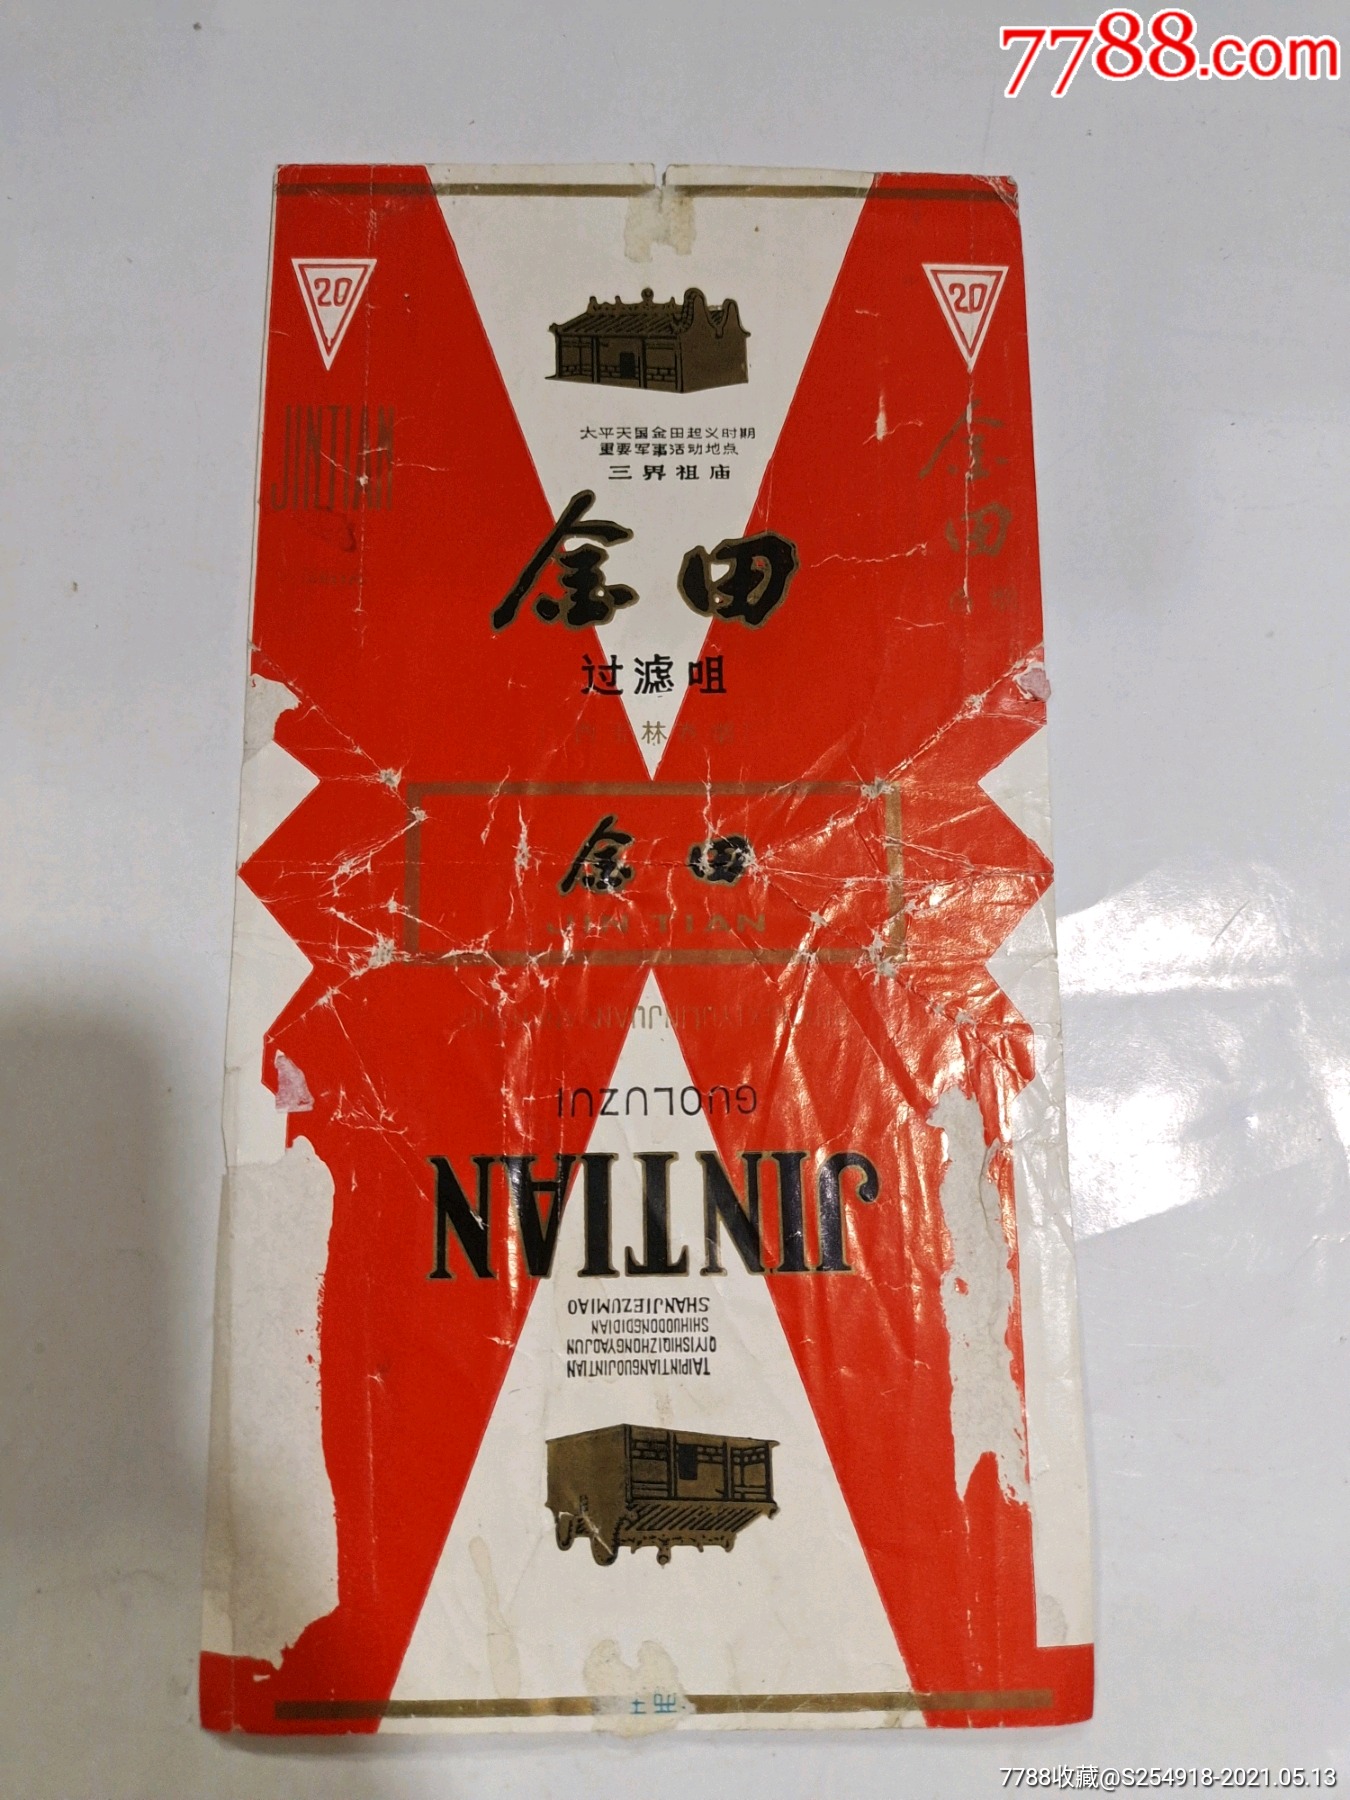 7788.com
20
20
JINTIAN
金田
太平天国金田起义时期
重要军事活动地点
三界祖庙
金田
过滤咀
林
金田
JIN TIAN
GUOLUZUI
JINTIAN
SHANJIEZUMIAO
SHIHUODONGDIDIAN
QIYISHIQIZHONGYAOJUN
TAIPINTIANGUOJINTIAN
7788收藏@S254918-2021.05.13